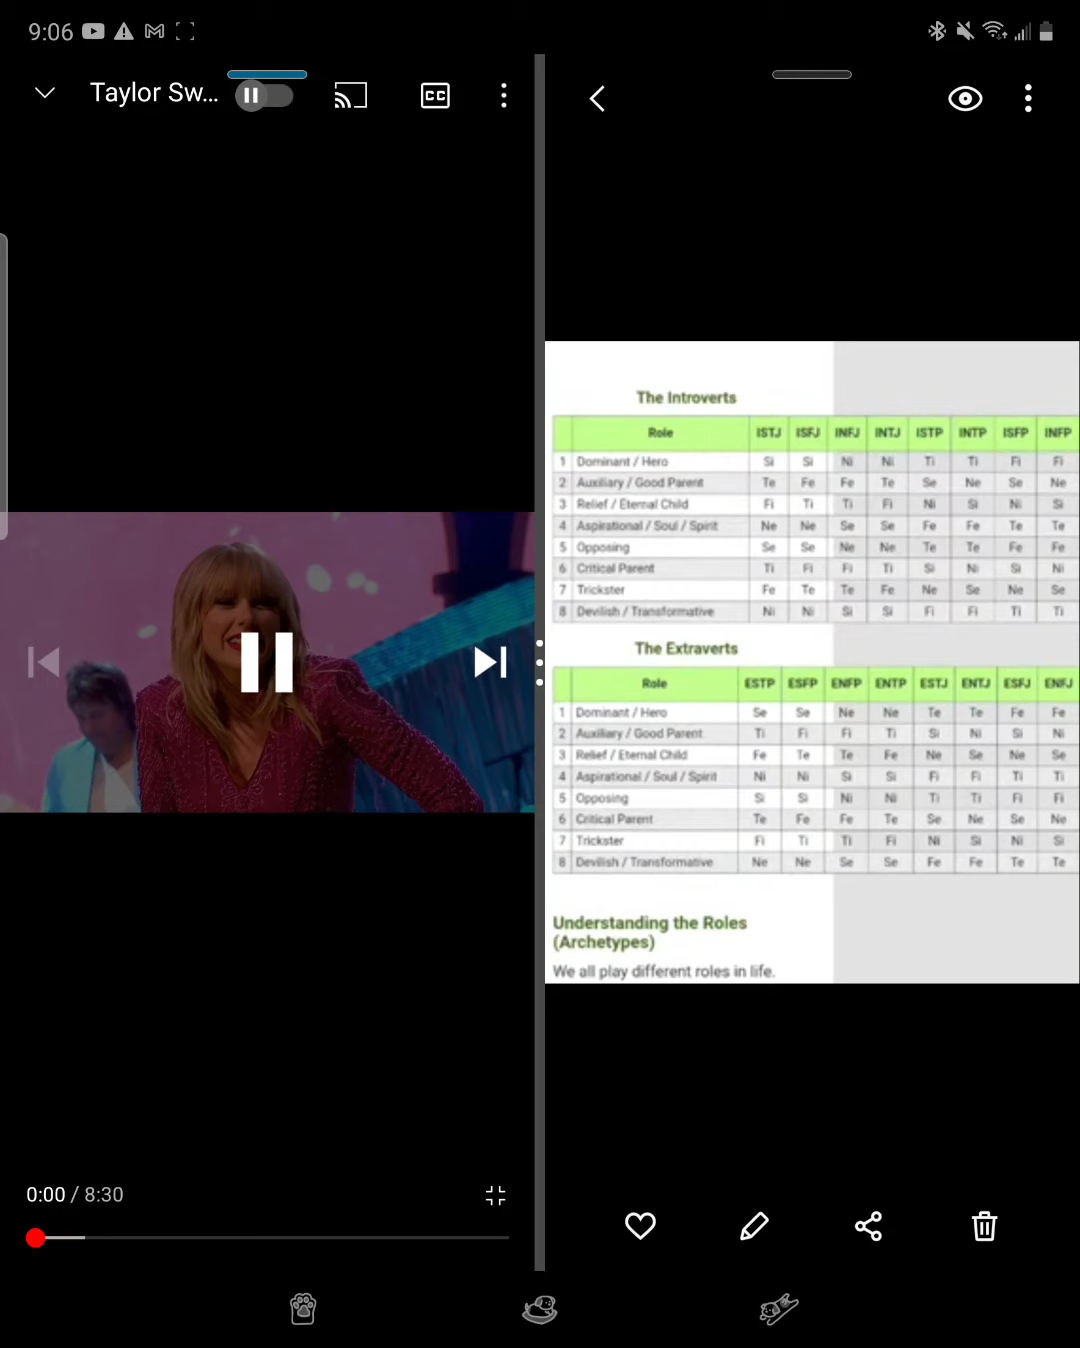 9:06
Taylor Sw...
CC
0:00 / 8:30
The Introverts
Role ISTJ ISFJ INFJ INTJ ISTP INTP ISFP INFP
1 Dominant / Hero Si Si Ni Ni Ti Ti Fi Fi
2 Auxiliary / Good Parent Te Fe Fe Te Se Ne Se Ne
3 Relief / Eternal Child Fi Ti Ti Fi Ni Si Ni Si
4 Aspirational / Soul / Spirit Ne Ne Se Se Fe Fe Te Te
5 Opposing Se Se Ne Ne Te Te Fe Fe
6 Critical Parent Ti Fi Fi Ti Si Ni Si Ni
7 Trickster Fe Te Te Fe Ne Se Ne Se
8 Devilish / Transformative Ni Ni Si Si Fi Fi Ti Ti
The Extraverts
Role ESTP ESFP ENFP ENTP ESTJ ENTJ ESFJ ENFJ
1 Dominant / Hero Se Se Ne Ne Te Te Fe Fe
2 Auxiliary / Good Parent Ti Fi Fi Ti Si Ni Si Ni
3 Relief / Eternal Child Fe Te Te Fe Ne Se Ne Se
4 Aspirational / Soul / Spirit Ni Ni Si Si Fi Fi Ti Ti
5 Opposing Si Si Ni Ni Ti Ti Fi Fi
6 Critical Parent Te Fe Fe Te Se Ne Se Ne
7 Trickster Fi Ti Ti Fi Ni Si Ni Si
8 Devilish / Transformative Ne Ne Se Se Fe Fe Te Te
Understanding the Roles
(Archetypes)
We all play different roles in life.